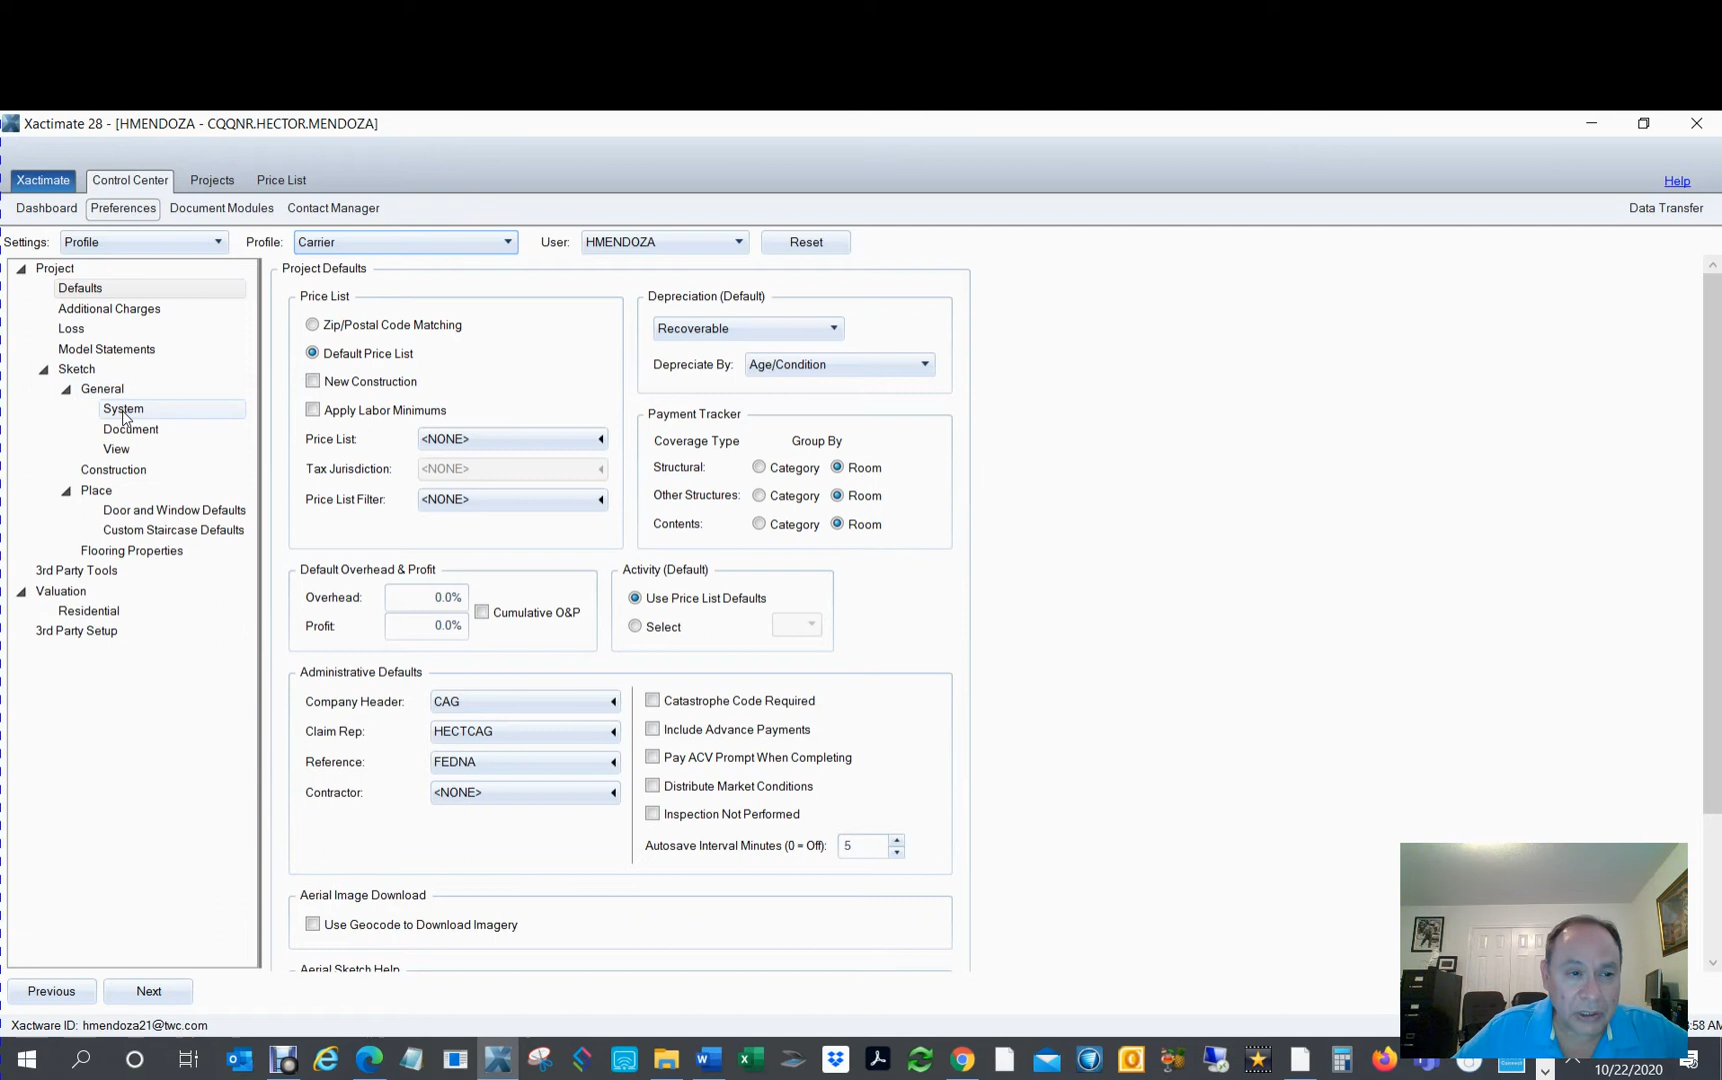 Xactimate 28 - [HMENDOZA - CQQNR.HECTOR.MENDOZA]
Xactimate Control Center Projects Price List Help
Dashboard Preferences Document Modules Contact Manager Data Transfer
Settings: Profile Profile: Carrier User: HMENDOZA Reset
Project
Defaults
Additional Charges
Loss
Model Statements
Sketch
General
System
Document
View
Construction
Place
Door and Window Defaults
Custom Staircase Defaults
Flooring Properties
3rd Party Tools
Valuation
Residential
3rd Party Setup
Project Defaults
Price List
Zip/Postal Code Matching
Default Price List
New Construction
Apply Labor Minimums
Price List: <NONE>
Tax Jurisdiction: <NONE>
Price List Filter: <NONE>
Depreciation (Default)
Recoverable
Depreciate By: Age/Condition
Payment Tracker
Coverage Type Group By
Structural: Category Room
Other Structures: Category Room
Contents: Category Room
Default Overhead & Profit
Overhead: 0.0%
Profit: 0.0%
Cumulative O&P
Activity (Default)
Use Price List Defaults
Select
Administrative Defaults
Company Header: CAG
Claim Rep: HECTCAG
Reference: FEDNA
Contractor: <NONE>
Catastrophe Code Required
Include Advance Payments
Pay ACV Prompt When Completing
Distribute Market Conditions
Inspection Not Performed
Autosave Interval Minutes (0 = Off): 5
Aerial Image Download
Use Geocode to Download Imagery
Aerial Sketch Help
Previous Next
Xactware ID: hmendoza21@twc.com
:58 AM
10/22/2020